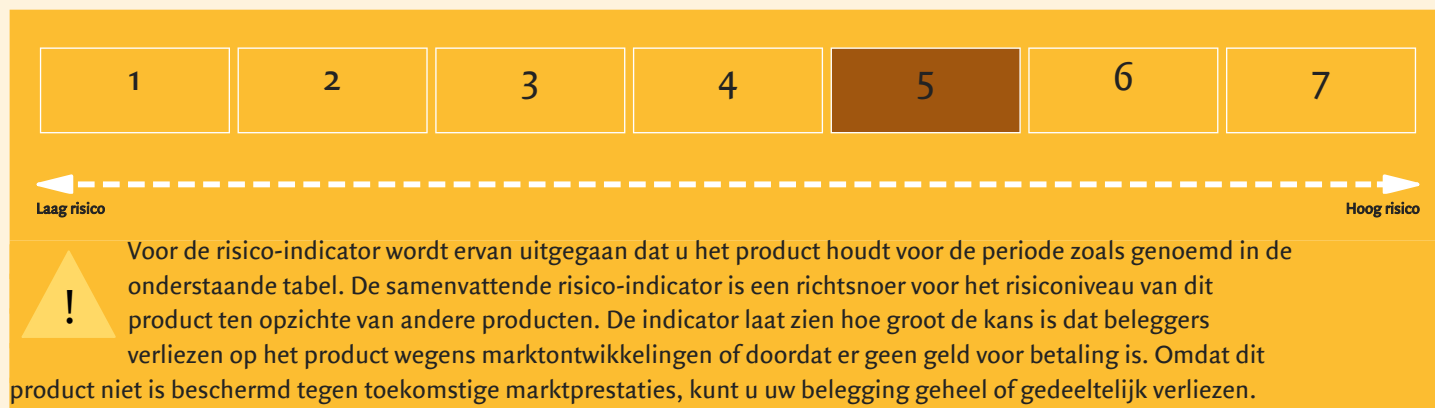 1 2 3 4 5 6 7
Laag risico Hoog risico
Voor de risico-indicator wordt ervan uitgegaan dat u het product houdt voor de periode zoals genoemd in de
onderstaande tabel. De samenvattende risico-indicator is een richtsnoer voor het risiconiveau van dit
! product ten opzichte van andere producten. De indicator laat zien hoe groot de kans is dat beleggers
verliezen op het product wegens marktontwikkelingen of doordat er geen geld voor betaling is. Omdat dit
product niet is beschermd tegen toekomstige marktprestaties, kunt u uw belegging geheel of gedeeltelijk verliezen.